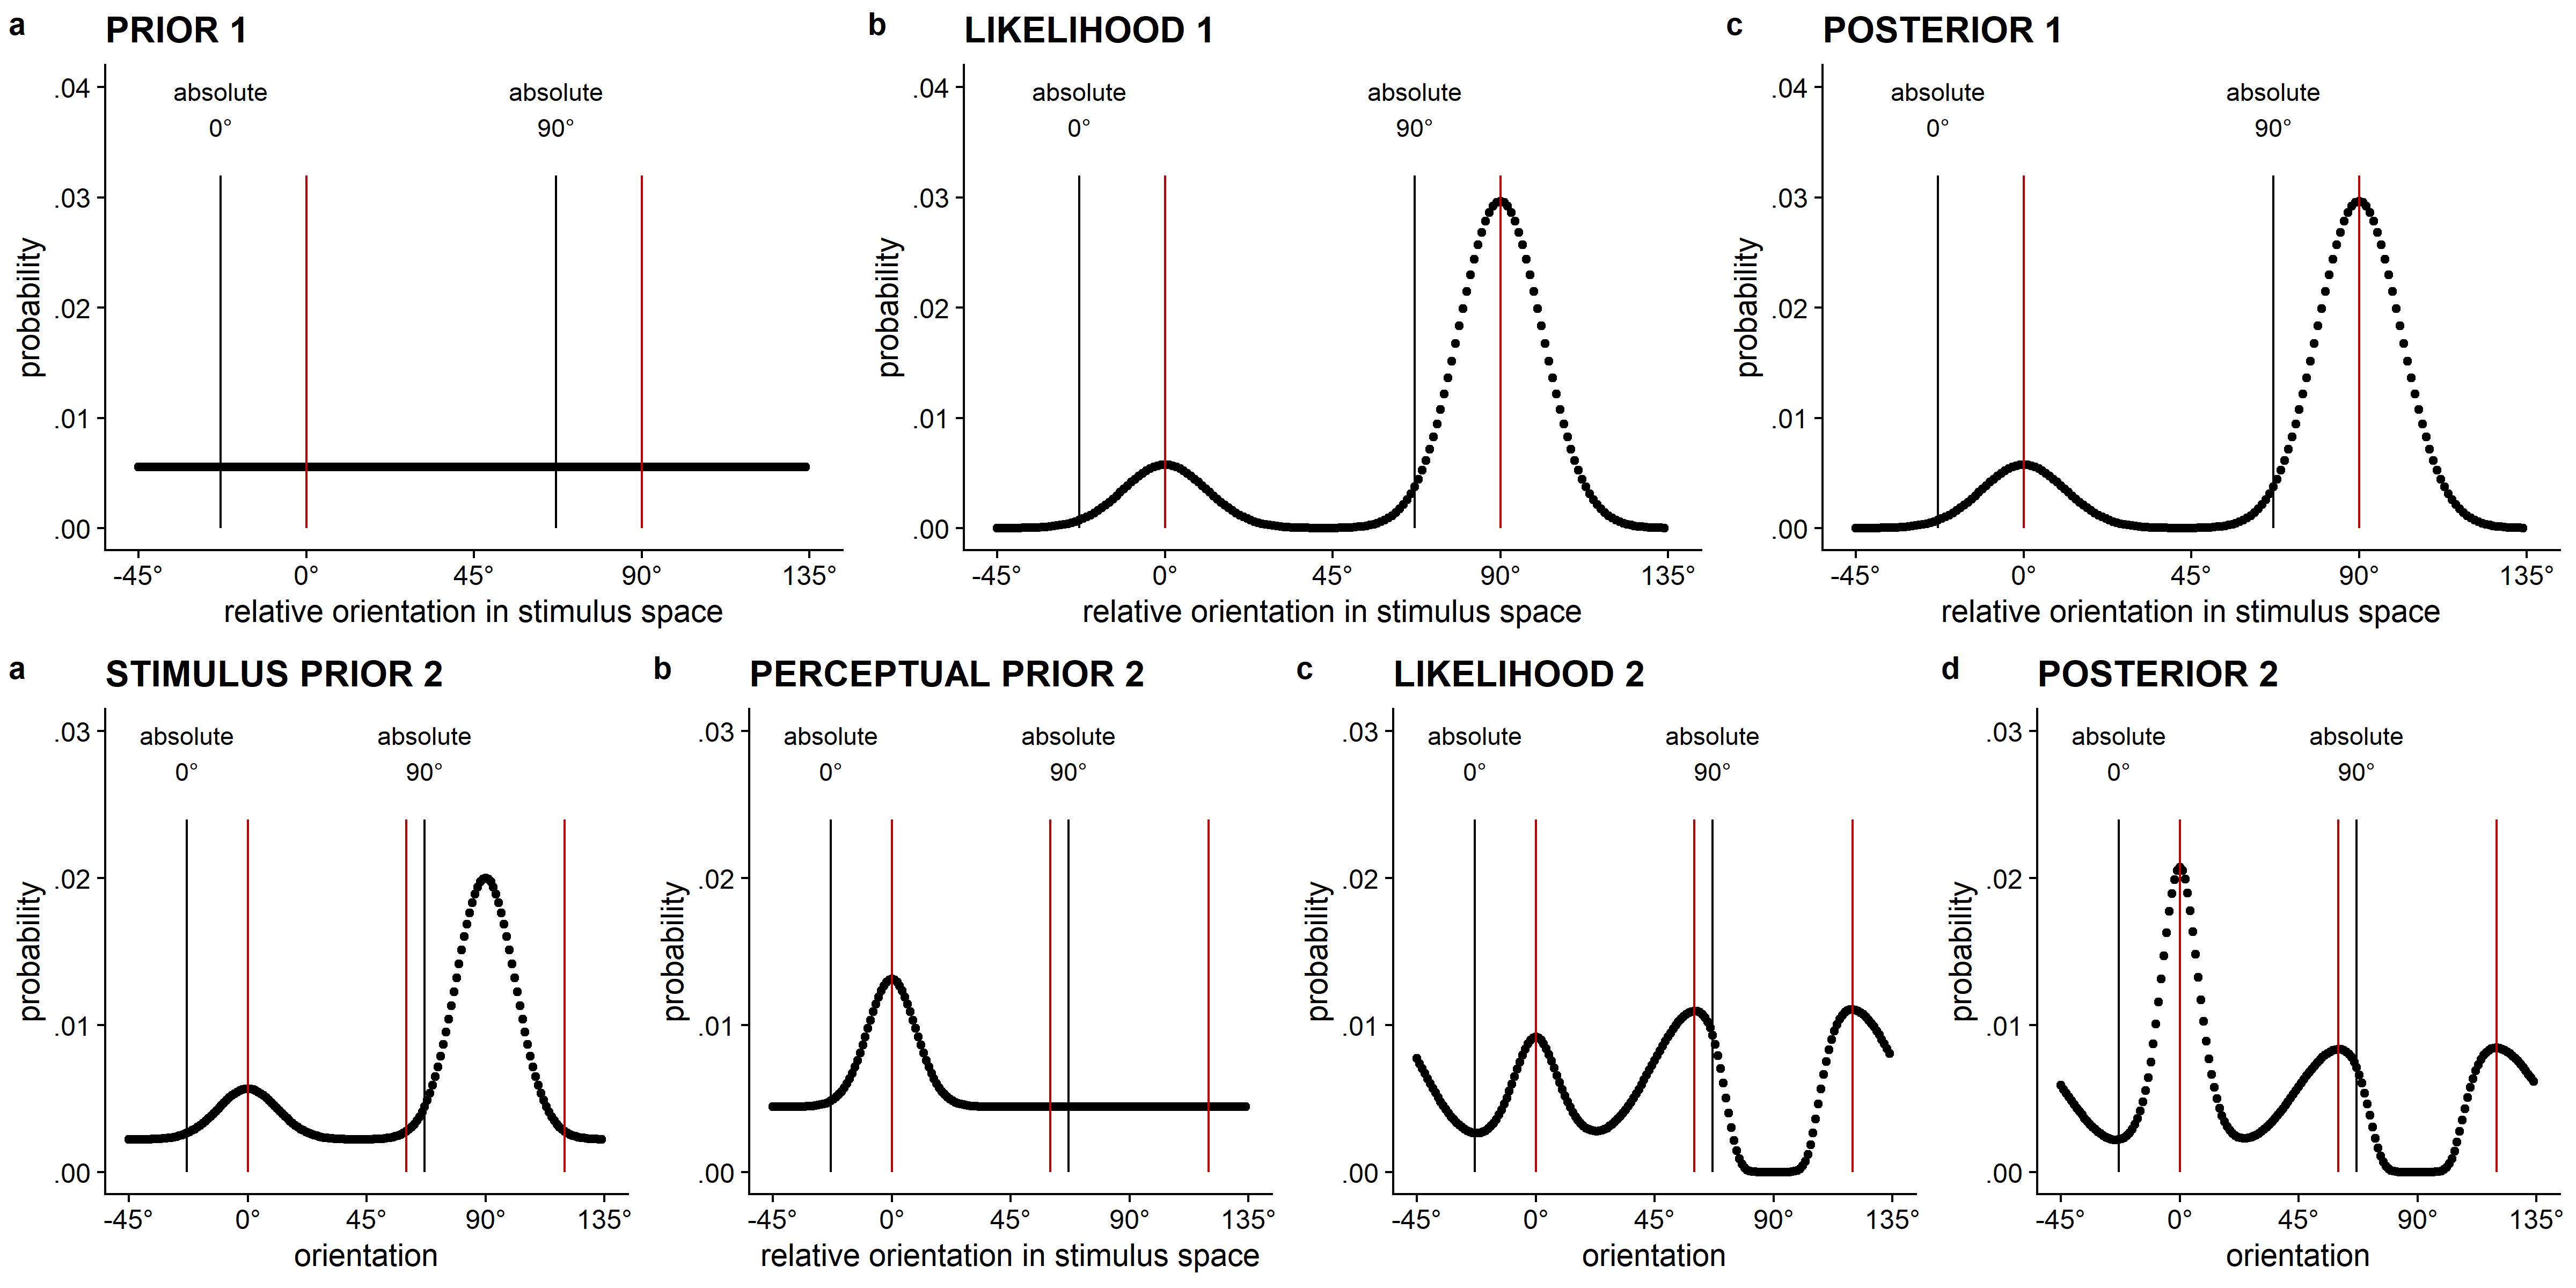 a PRIOR 1
absolute absolute
0° 90°
.04
.03
.02
.01
.00
probability
-45° 0° 45° 90° 135°
relative orientation in stimulus space
b LIKELIHOOD 1
absolute absolute
0° 90°
.04
.03
.02
.01
.00
probability
-45° 0° 45° 90° 135°
relative orientation in stimulus space
c POSTERIOR 1
absolute absolute
0° 90°
.04
.03
.02
.01
.00
probability
-45° 0° 45° 90° 135°
relative orientation in stimulus space
a STIMULUS PRIOR 2
absolute absolute
0° 90°
.03
.02
.01
.00
probability
-45° 0° 45° 90° 135°
orientation
b PERCEPTUAL PRIOR 2
absolute absolute
0° 90°
.03
.02
.01
.00
probability
-45° 0° 45° 90° 135°
relative orientation in stimulus space
c LIKELIHOOD 2
absolute absolute
0° 90°
.03
.02
.01
.00
probability
-45° 0° 45° 90° 135°
orientation
d POSTERIOR 2
absolute absolute
0° 90°
.03
.02
.01
.00
probability
-45° 0° 45° 90° 135°
orientation